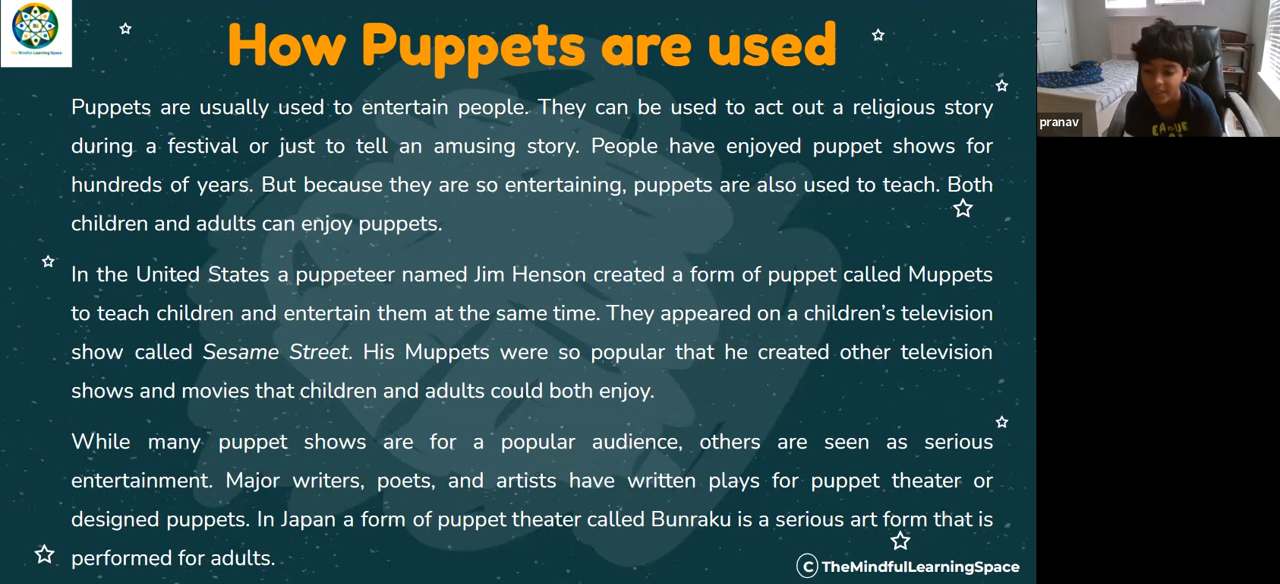 The Mindful Learning Space
How Puppets are used
Puppets are usually used to entertain people. They can be used to act out a religious story
during a festival or just to tell an amusing story. People have enjoyed puppet shows for
hundreds of years. But because they are so entertaining, puppets are also used to teach. Both
children and adults can enjoy puppets.
In the United States a puppeteer named Jim Henson created a form of puppet called Muppets
to teach children and entertain them at the same time. They appeared on a children’s television
show called Sesame Street. His Muppets were so popular that he created other television
shows and movies that children and adults could both enjoy.
While many puppet shows are for a popular audience, others are seen as serious
entertainment. Major writers, poets, and artists have written plays for puppet theater or
designed puppets. In Japan a form of puppet theater called Bunraku is a serious art form that is
performed for adults.
© TheMindfulLearningSpace
pranav